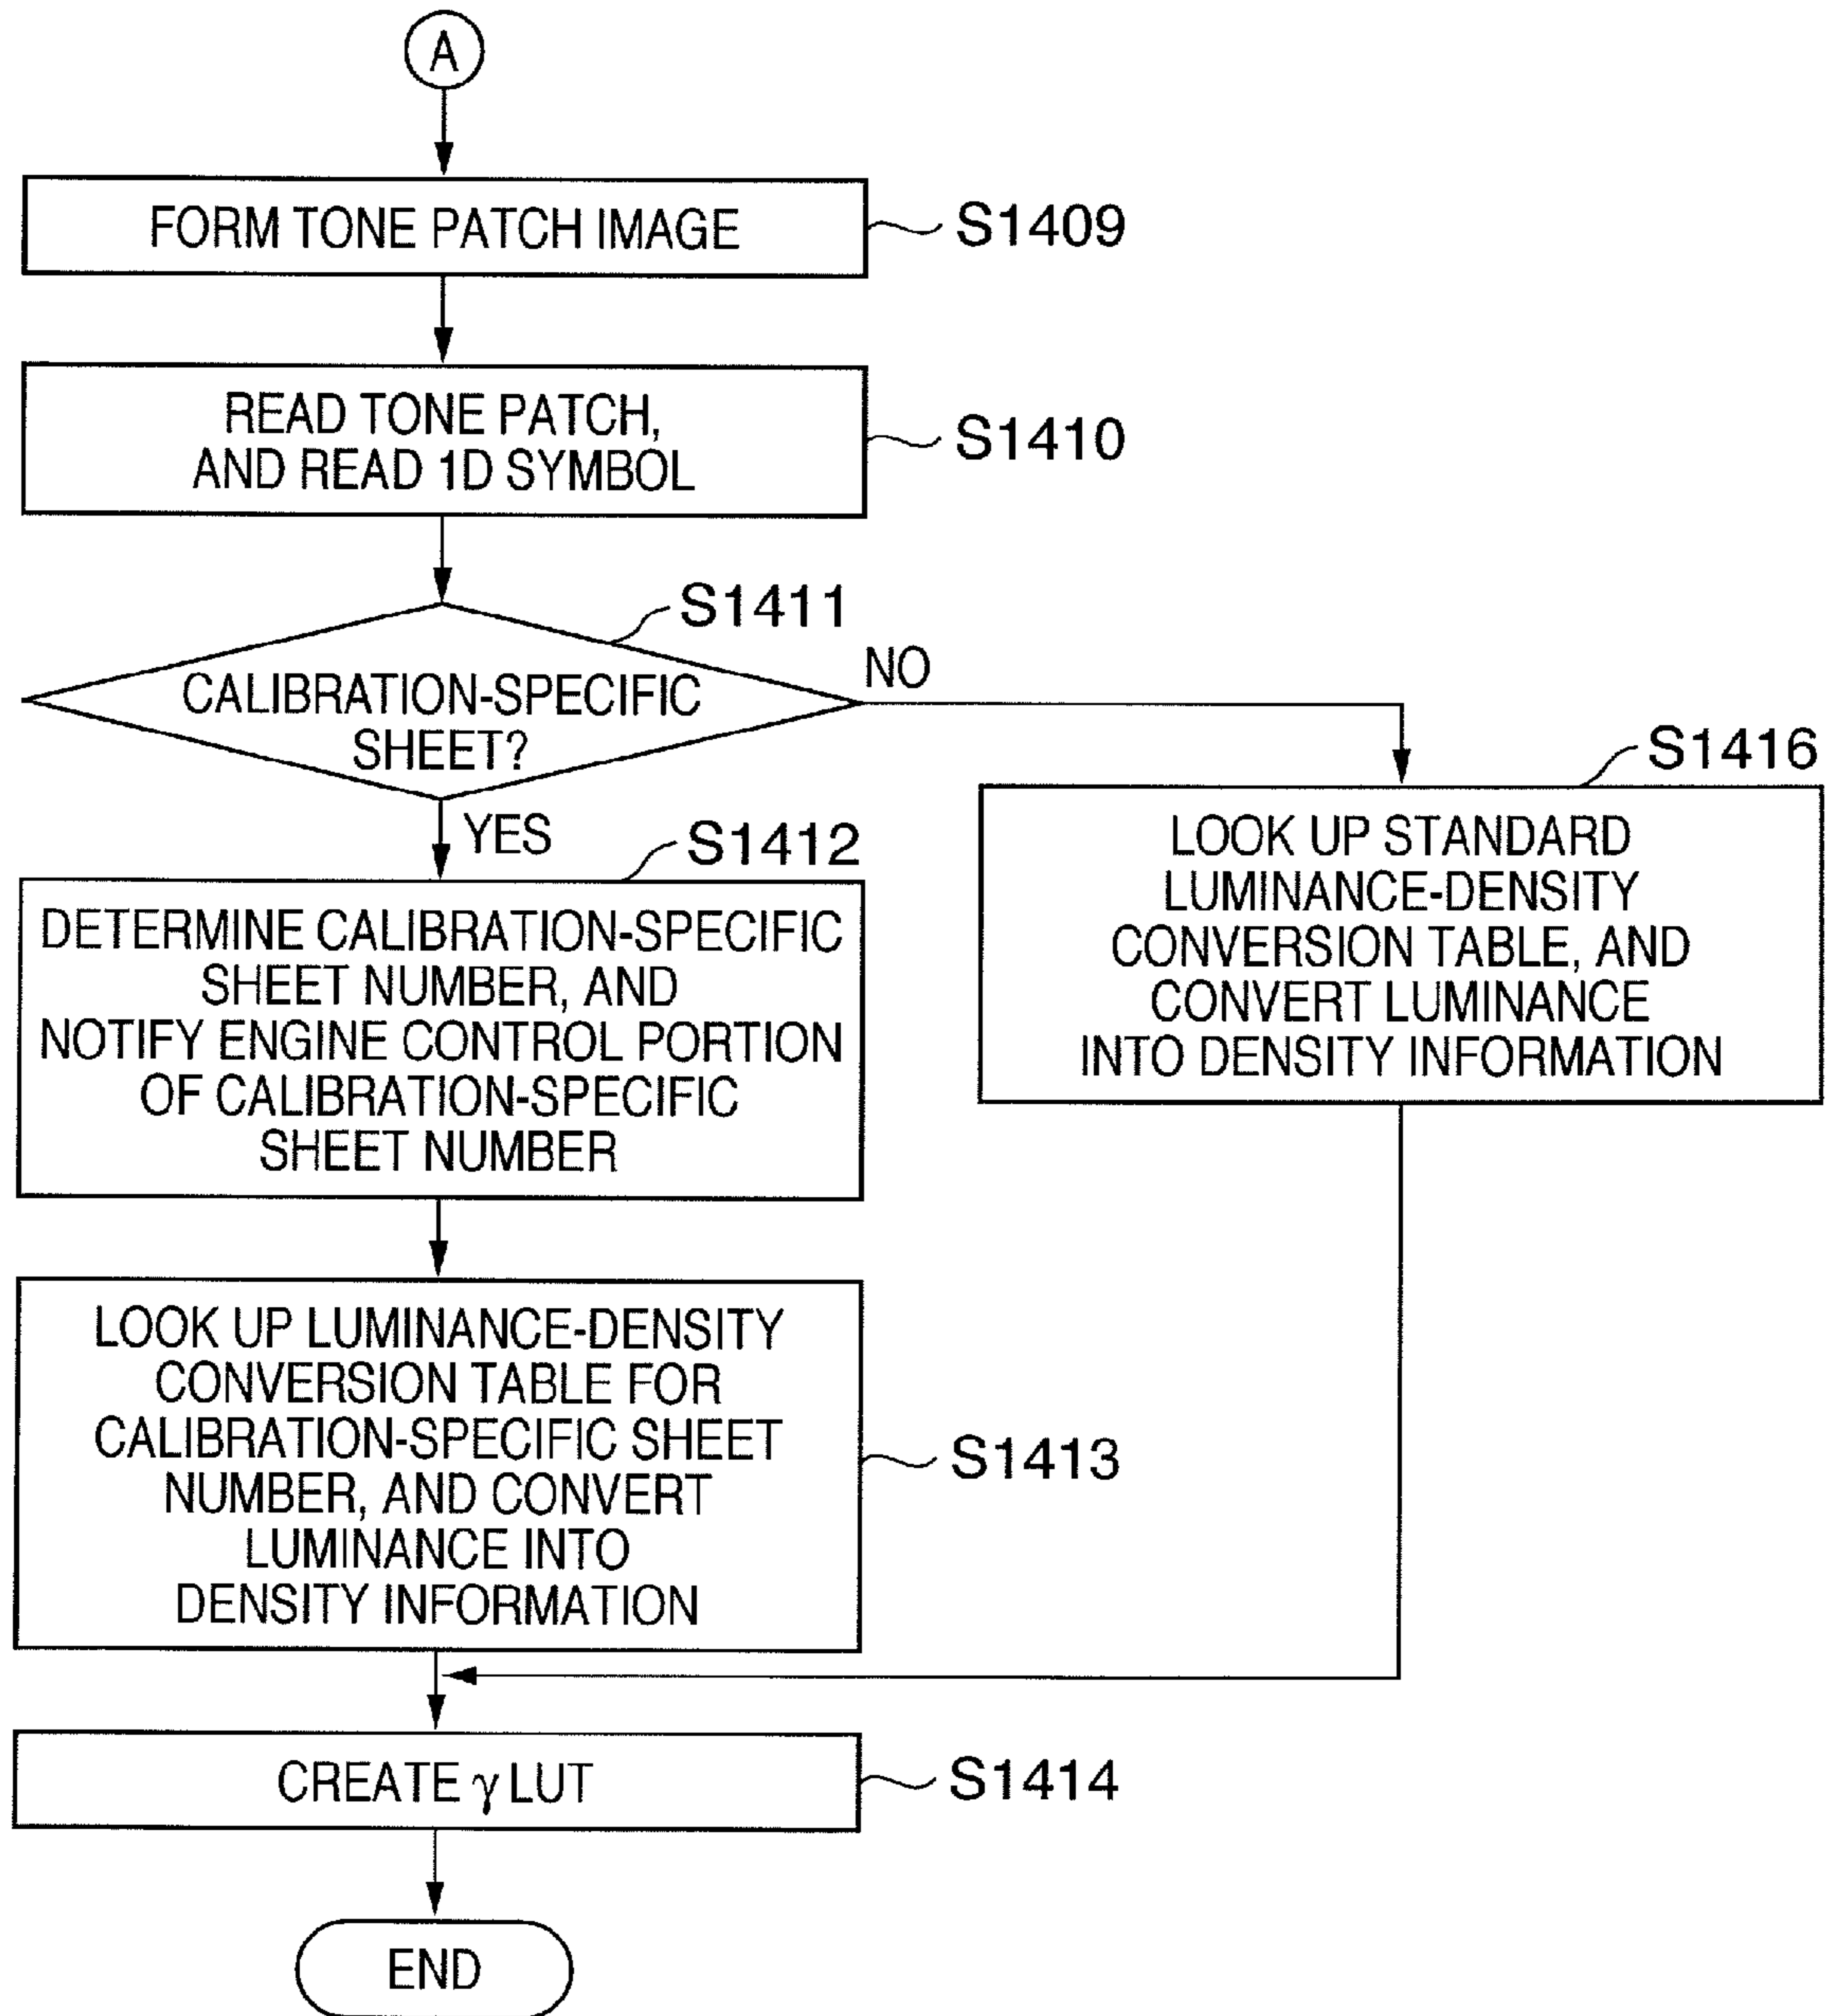 A
FORM TONE PATCH IMAGE
S1409
READ TONE PATCH,
AND READ 1D SYMBOL
S1410
S1411
CALIBRATION-SPECIFIC
SHEET?
NO
YES
S1412
DETERMINE CALIBRATION-SPECIFIC
SHEET NUMBER, AND
NOTIFY ENGINE CONTROL PORTION
OF CALIBRATION-SPECIFIC
SHEET NUMBER
S1416
LOOK UP STANDARD
LUMINANCE-DENSITY
CONVERSION TABLE, AND
CONVERT LUMINANCE
INTO DENSITY INFORMATION
LOOK UP LUMINANCE-DENSITY
CONVERSION TABLE FOR
CALIBRATION-SPECIFIC SHEET
NUMBER, AND CONVERT
LUMINANCE INTO
DENSITY INFORMATION
S1413
CREATE γ LUT
S1414
END